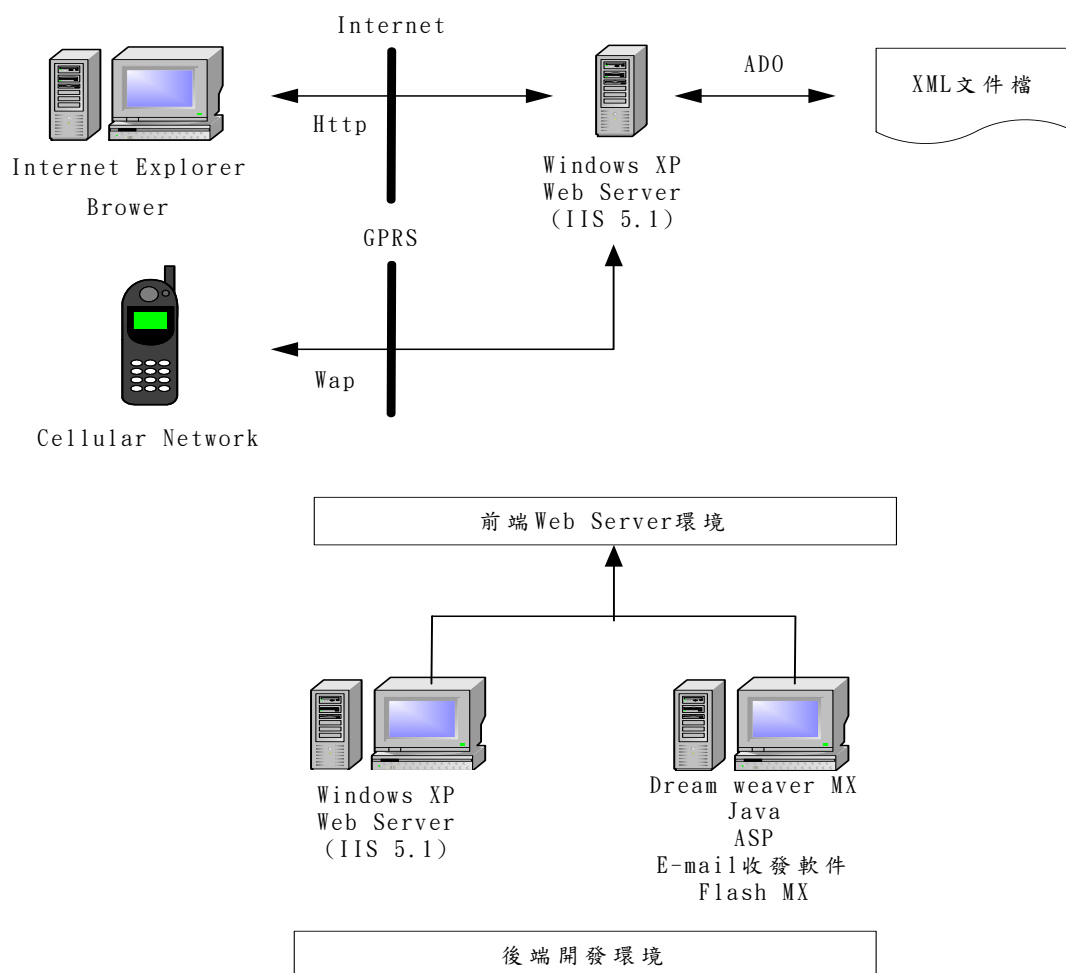 Internet
ADO
XML文件檔
Http
Internet Explorer
Brower
Windows XP
Web Server
(IIS 5.1)
GPRS
Wap
Cellular Network
前端Web Server環境
Windows XP
Web Server
(IIS 5.1)
Dream weaver MX
Java
ASP
E-mail收發軟件
Flash MX
後端開發環境